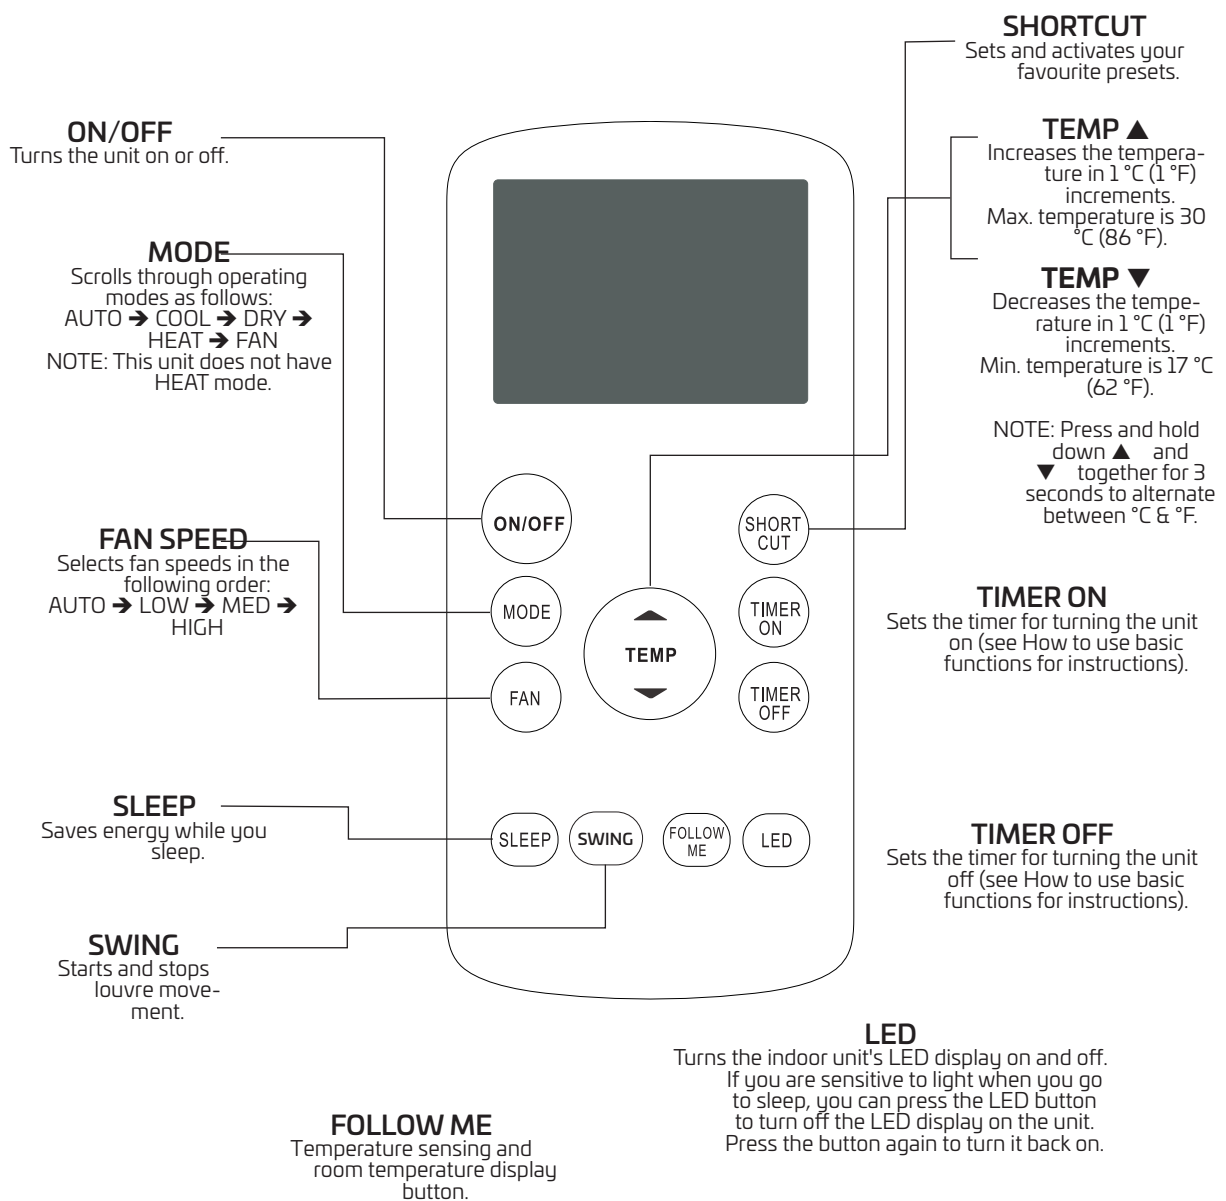 SHORTCUT
Sets and activates your
favourite presets.
ON/OFF
Turns the unit on or off.
TEMP ▲
Increases the tempera-
ture in 1 °C (1 °F)
increments.
Max. temperature is 30
°C (86 °F).
MODE
Scrolls through operating
modes as follows:
AUTO ➔ COOL ➔ DRY ➔
HEAT ➔ FAN
NOTE: This unit does not have
HEAT mode.
TEMP ▼
Decreases the tempe-
rature in 1 °C (1 °F)
increments.
Min. temperature is 17 °C
(62 °F).
NOTE: Press and hold
down ▲ and
▼ together for 3
seconds to alternate
between °C & °F.
FAN SPEED
Selects fan speeds in the
following order:
AUTO ➔ LOW ➔ MED ➔
HIGH
ON/OFF
SHORT
CUT
MODE
TEMP
TIMER
ON
FAN
TIMER
OFF
TIMER ON
Sets the timer for turning the unit
on (see How to use basic
functions for instructions).
SLEEP
Saves energy while you
sleep.
SLEEP
SWING
FOLLOW
ME
LED
TIMER OFF
Sets the timer for turning the unit
off (see How to use basic
functions for instructions).
SWING
Starts and stops
louvre move-
ment.
LED
Turns the indoor unit's LED display on and off.
If you are sensitive to light when you go
to sleep, you can press the LED button
to turn off the LED display on the unit.
Press the button again to turn it back on.
FOLLOW ME
Temperature sensing and
room temperature display
button.